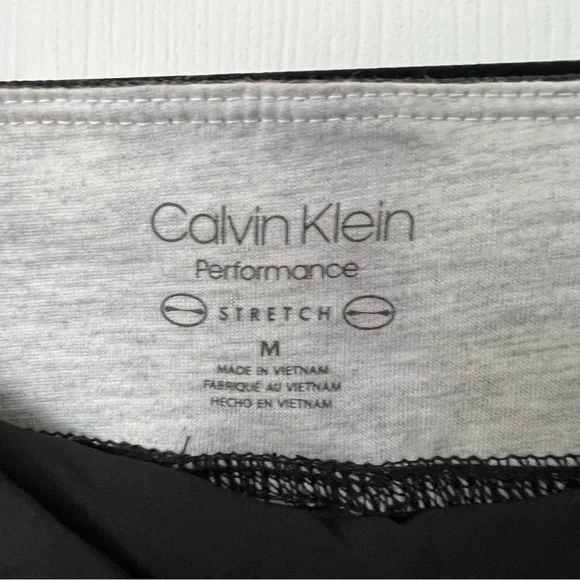 Calvin Klein
Performance
STRETCH
M
MADE IN VIETNAM
FABRIQUÉ AU VIETNAM
HECHO EN VIETNAM